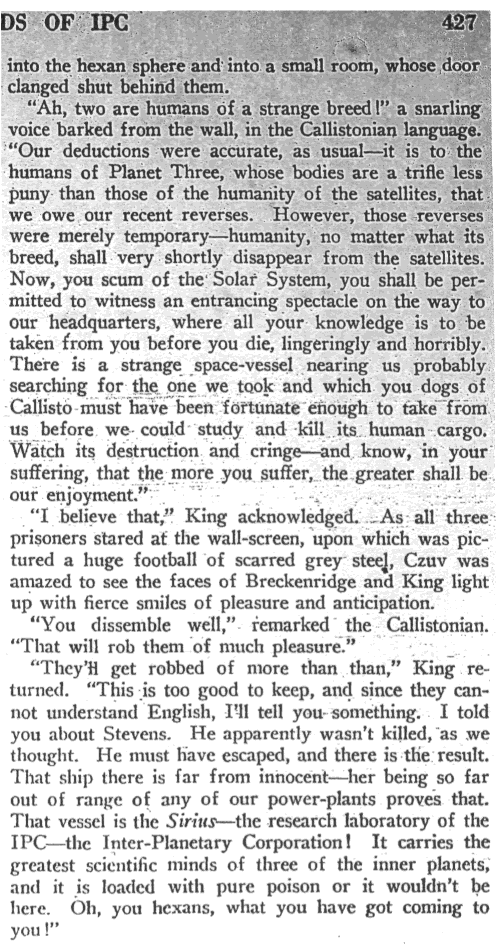 DS OF IPC 427
into the hexan sphere and into a small room, whose door
clanged shut behind them.
"Ah, two are humans of a strange breed!" a snarling
voice barked from the wall, in the Callistonian language.
"Our deductions were accurate, as usual—it is to the
humans of Planet Three, whose bodies are a trifle less
puny than those of the humanity of the satellites, that
we owe our recent reverses. However, those reverses
were merely temporary—humanity, no matter what its
breed, shall very shortly disappear from the satellites.
Now, you scum of the Solar System, you shall be per-
mitted to witness an entrancing spectacle on the way to
our headquarters, where all your knowledge is to be
taken from you before you die, lingeringly and horribly.
There is a strange space-vessel nearing us probably
searching for the one we took and which you dogs of
Callisto must have been fortunate enough to take from
us before we could study and kill its human cargo.
Watch its destruction and cringe—and know, in your
suffering, that the more you suffer, the greater shall be
our enjoyment."
"I believe that," King acknowledged. As all three
prisoners stared at the wall-screen, upon which was pic-
tured a huge football of scarred grey steel, Czuv was
amazed to see the faces of Breckenridge and King light
up with fierce smiles of pleasure and anticipation.
"You dissemble well," remarked the Callistonian.
"That will rob them of much pleasure."
"They'll get robbed of more than than," King re-
turned. "This is too good to keep, and since they can-
not understand English, I'll tell you something. I told
you about Stevens. He apparently wasn't killed, as we
thought. He must have escaped, and there is the result.
That ship there is far from innocent—her being so far
out of range of any of our power-plants proves that.
That vessel is the Sirius—the research laboratory of the
IPC—the Inter-Planetary Corporation! It carries the
greatest scientific minds of three of the inner planets,
and it is loaded with pure poison or it wouldn't be
here. Oh, you hexans, what you have got coming to
you!"